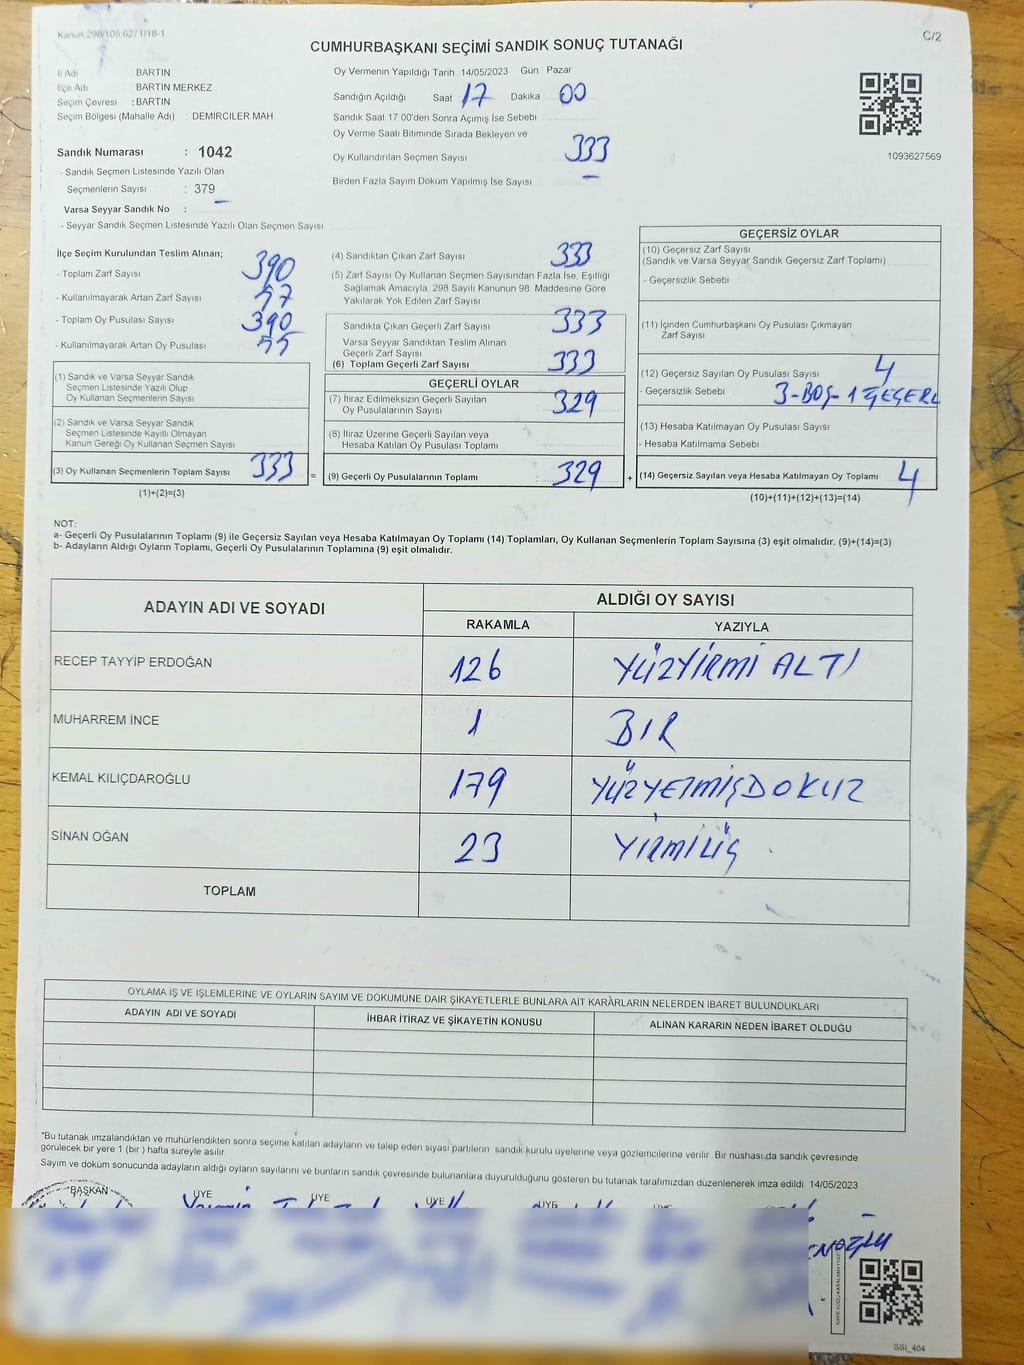 Kanun 298/105,6271/18-1
C/2
CUMHURBAŞKANI SEÇİMİ SANDIK SONUÇ TUTANAĞI
İl Adı BARTIN
İlçe Adı BARTIN MERKEZ
Seçim Çevresi : BARTIN
Seçim Bölgesi (Mahalle Adı) : DEMİRCİLER MAH
Sandık Numarası : 1042
- Sandık Seçmen Listesinde Yazılı Olan
Seçmenlerin Sayısı : 379
Varsa Seyyar Sandık No : -
- Seyyar Sandık Seçmen Listesinde Yazılı Olan Seçmen Sayısı
Oy Vermenin Yapıldığı Tarih : 14/05/2023 Gün Pazar
Sandığın Açıldığı Saat 17 Dakika 00
Sandık Saat 17.00'den Sonra Açımış İse Sebebi
Oy Verme Saati Bitiminde Sırada Bekleyen ve
Oy Kullandırılan Seçmen Sayısı 333
Birden Fazla Sayım Döküm Yapılmış İse Sayısı -
1093627569
İlçe Seçim Kurulundan Teslim Alınan;
- Toplam Zarf Sayısı 390
- Kullanılmayarak Artan Zarf Sayısı 57
- Toplam Oy Pusulası Sayısı 390
- Kullanılmayarak Artan Oy Pusulası
(1) Sandık ve Varsa Seyyar Sandık
Seçmen Listesinde Yazılı Olup
Oy Kullanan Seçmenlerin Sayısı
(2) Sandık ve Varsa Seyyar Sandık
Seçmen Listesinde Kayıtlı Olmayan
Kanun Gereği Oy Kullanan Seçmen Sayısı
(3) Oy Kullanan Seçmenlerin Toplam Sayısı 333 =
(1)+(2)=(3)
(4) Sandıktan Çıkan Zarf Sayısı 333
(5) Zarf Sayısı Oy Kullanan Seçmen Sayısından Fazla İse, Eşitliği
Sağlamak Amacıyla, 298 Sayılı Kanunun 98. Maddesine Göre
Yakılarak Yok Edilen Zarf Sayısı
Sandıkta Çıkan Geçerli Zarf Sayısı 333
Varsa Seyyar Sandıktan Teslim Alınan
Geçerli Zarf Sayısı
(6) Toplam Geçerli Zarf Sayısı 333
GEÇERLİ OYLAR
(7) İtiraz Edilmeksizin Geçerli Sayılan
Oy Pusulalarının Sayısı 329
(8) İtiraz Üzerine Geçerli Sayılan veya
Hesaba Katılan Oy Pusulası Toplamı
(9) Geçerli Oy Pusulalarının Toplamı : 329 +
GEÇERSİZ OYLAR
(10) Geçersiz Zarf Sayısı
(Sandık ve Varsa Seyyar Sandık Geçersiz Zarf Toplamı)
- Geçersizlik Sebebi
(11) İçinden Cumhurbaşkanı Oy Pusulası Çıkmayan
Zarf Sayısı
(12) Geçersiz Sayılan Oy Pusulası Sayısı 4
- Geçersizlik Sebebi 3-BOŞ-1
(13) Hesaba Katılmayan Oy Pusulası Sayısı
- Hesaba Katılmama Sebebi
(14) Geçersiz Sayılan veya Hesaba Katılmayan Oy Toplamı 4
(10)+(11)+(12)+(13)=(14)
NOT:
a- Geçerli Oy Pusulalarının Toplamı (9) ile Geçersiz Sayılan veya Hesaba Katılmayan Oy Toplamı (14) Toplamları, Oy Kullanan Seçmenlerin Toplam Sayısına (3) eşit olmalıdır. (9)+(14)=(3)
b- Adayların Aldığı Oyların Toplamı, Geçerli Oy Pusulalarının Toplamına (9) eşit olmalıdır.
ADAYIN ADI VE SOYADI ALDIĞI OY SAYISI
RAKAMLA YAZIYLA
RECEP TAYYİP ERDOĞAN 126 YÜZYİRMİ ALTI
MUHARREM İNCE 1 BİR
KEMAL KILIÇDAROĞLU 179 YÜZYETMİŞDOKUZ
SİNAN OĞAN 23 YİRMİÜÇ
TOPLAM
OYLAMA İŞ VE İŞLEMLERİNE VE OYLARIN SAYIM VE DÖKÜMÜNE DAİR ŞİKAYETLERLE BUNLARA AİT KARARLARIN NELERDEN İBARET BULUNDUKLARI
ADAYIN ADI VE SOYADI İHBAR İTİRAZ VE ŞİKAYETİN KONUSU ALINAN KARARIN NEDEN İBARET OLDUĞU
*Bu tutanak imzalandıktan ve mühürlendikten sonra seçime katılan adayların ve talep eden siyasi partilerin sandık kurulu üyelerine veya gözlemcilerine verilir. Bir nüshası da sandık çevresinde
görülecek bir yere 1 (bir ) hafta süreyle asılır.
Sayım ve döküm sonucunda adayların aldığı oyların sayılarını ve bunların sandık çevresinde bulunanlara duyurulduğunu gösteren bu tutanak tarafımızdan düzenlenerek imza edildi. 14/05/2023
BAŞKAN ÜYE ÜYE ÜYE ÜYE
SSI_404